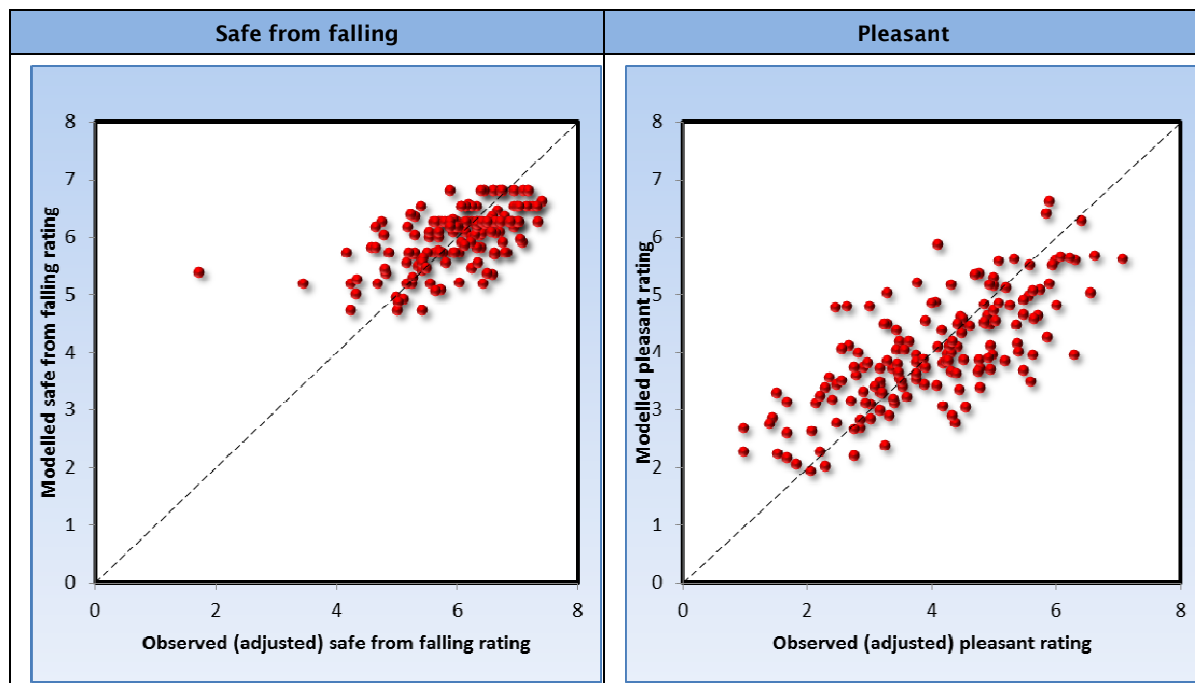 Safe from falling
Pleasant
8
7
6
5
4
3
2
1
0
Modelled safe from falling rating
0 2 4 6 8
Observed (adjusted) safe from falling rating
8
7
6
5
4
3
2
1
0
Modelled pleasant rating
0 2 4 6 8
Observed (adjusted) pleasant rating